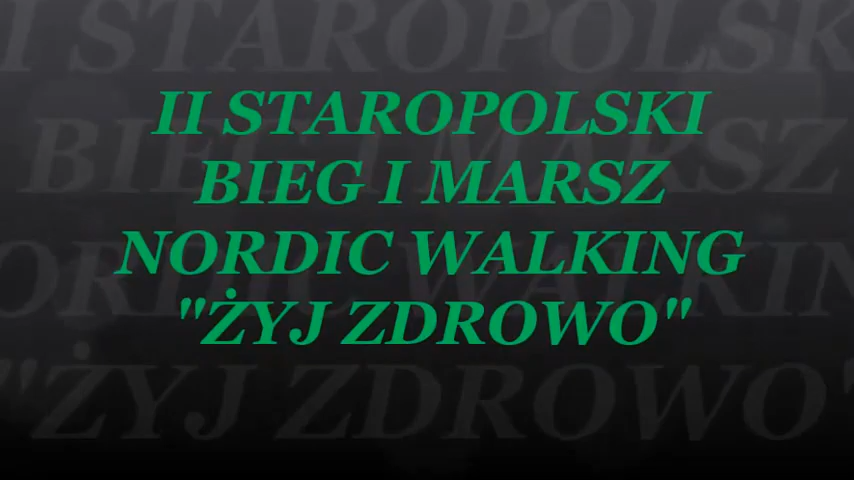 II STAROPOLSKI
BIEG I MARSZ
NORDIC WALKING
"ŻYJ ZDROWO"